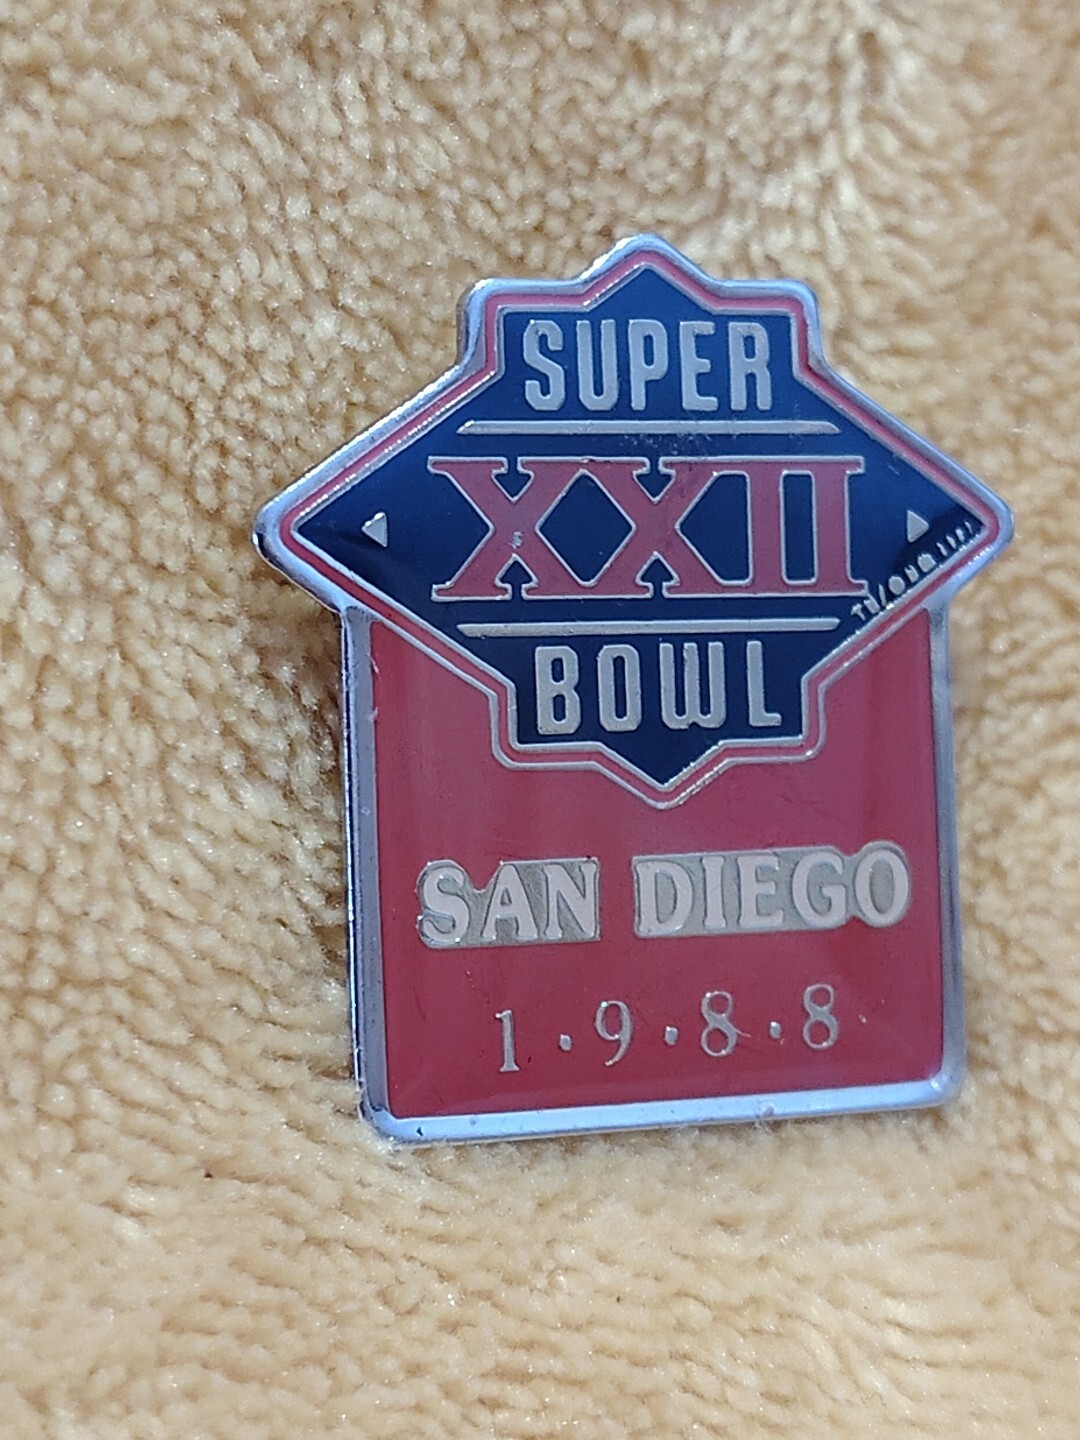 SUPER
XXII
BOWL
SAN DIEGO
1·9·8·8